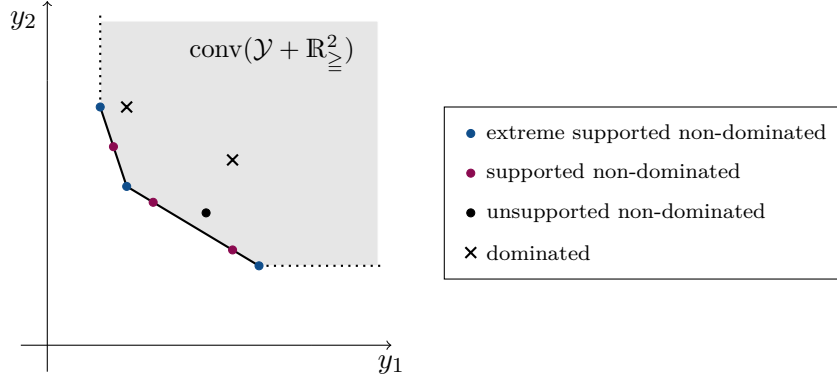 y₂
conv(𝒴 + ℝ²≧)
extreme supported non-dominated
supported non-dominated
unsupported non-dominated
dominated
y₁